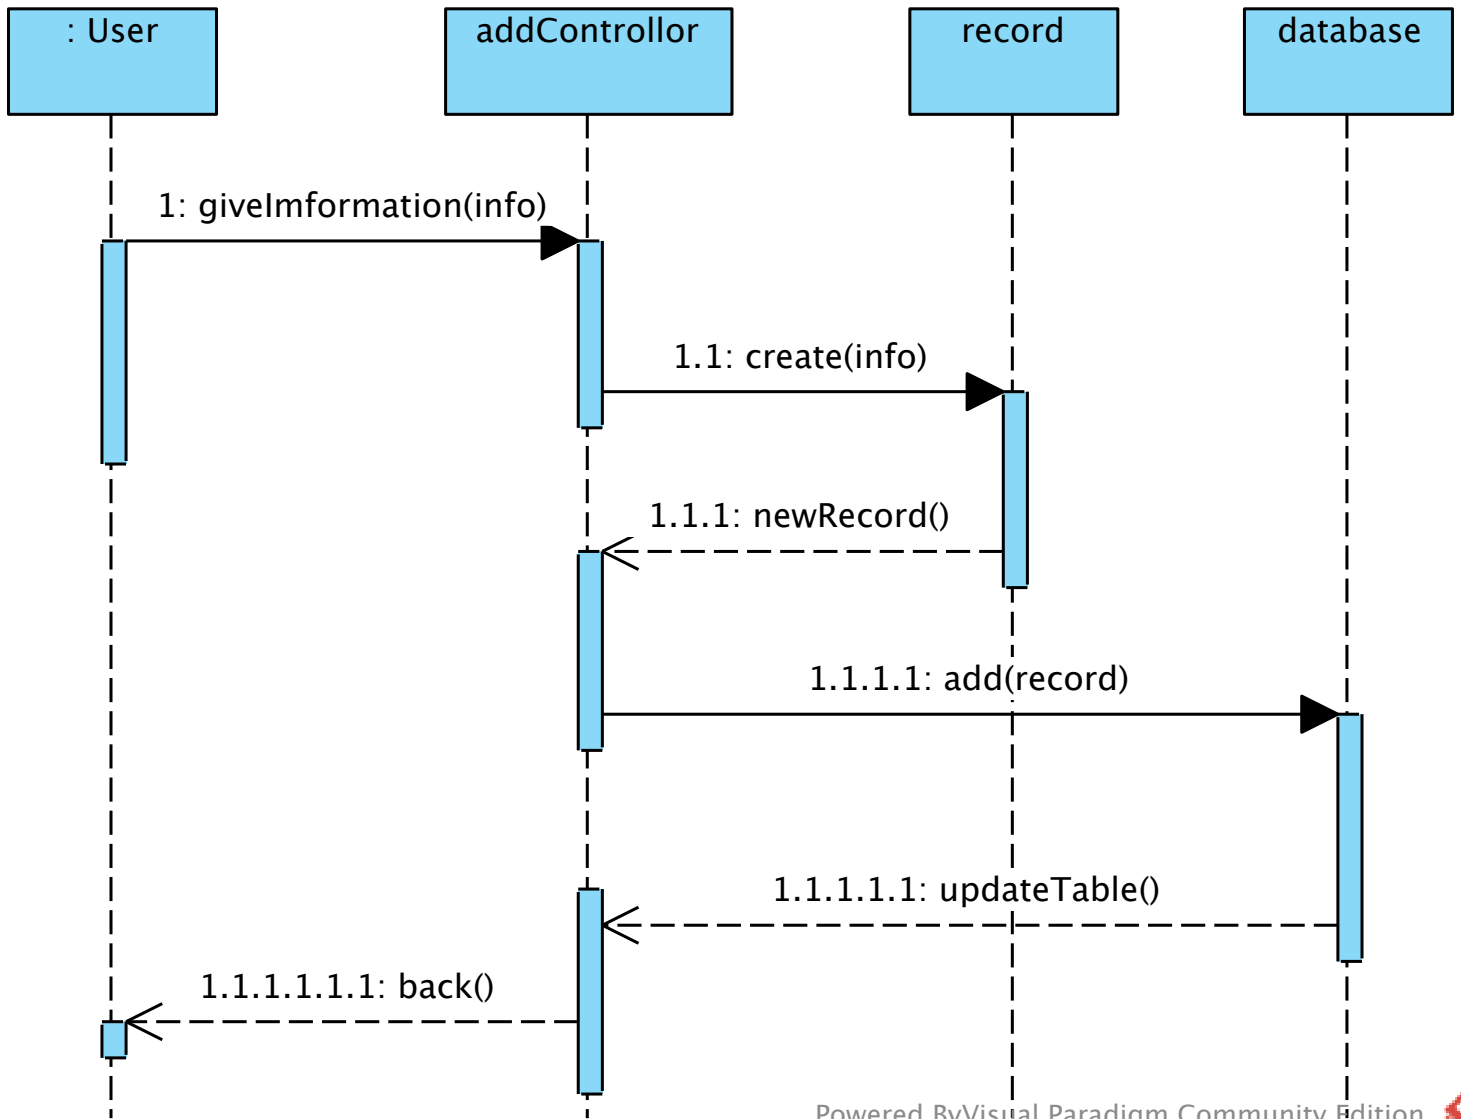 : User
addControllor
record
database
1: giveImformation(info)
1.1: create(info)
1.1.1: newRecord()
1.1.1.1: add(record)
1.1.1.1.1: updateTable()
1.1.1.1.1.1: back()
Powered ByVisual Paradigm Community Edition